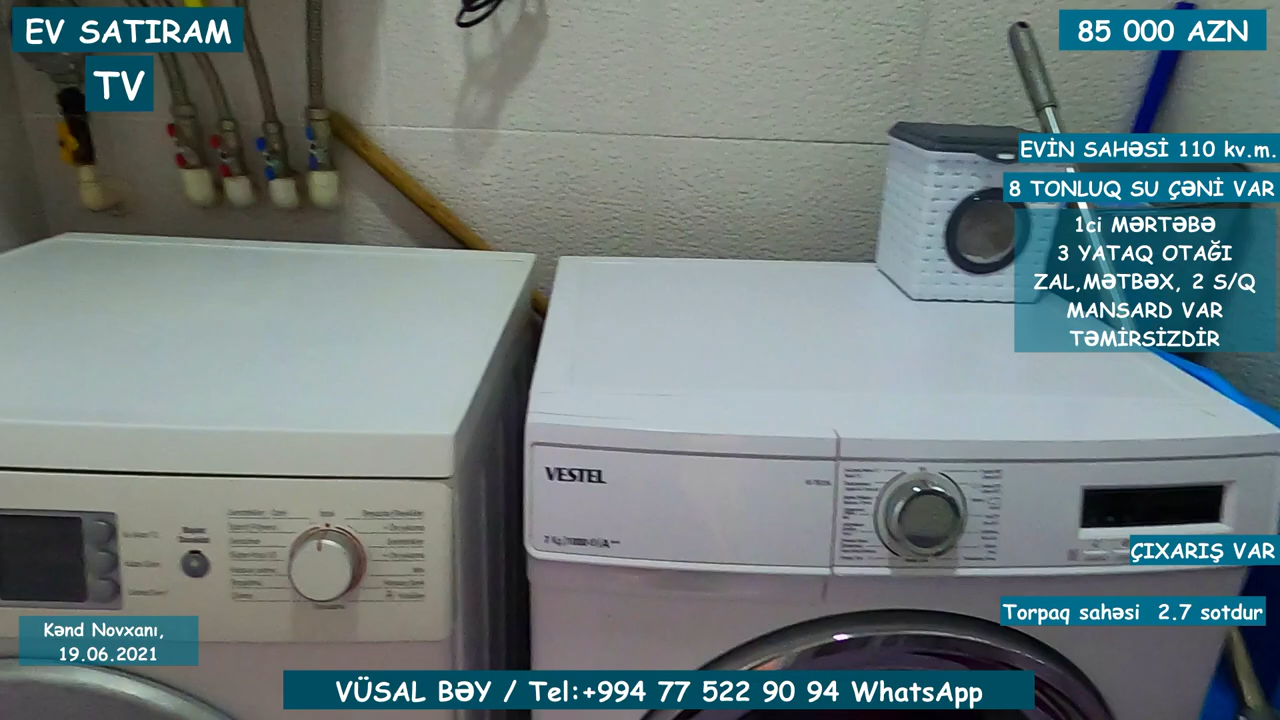 EV SATIRAM
TV
85 000 AZN
EVİN SAHƏSİ 110 kv.m.
8 TONLUQ SU ÇƏNİ VAR
1ci MƏRTƏBƏ
3 YATAQ OTAĞI
ZAL,MƏTBƏX, 2 S/Q
MANSARD VAR
TƏMİRSİZDİR
VESTEL
ÇIXARIŞ VAR
Torpaq sahəsi 2.7 sotdur
Kənd Novxanı,
19.06.2021
VÜSAL BƏY / Tel:+994 77 522 90 94 WhatsApp